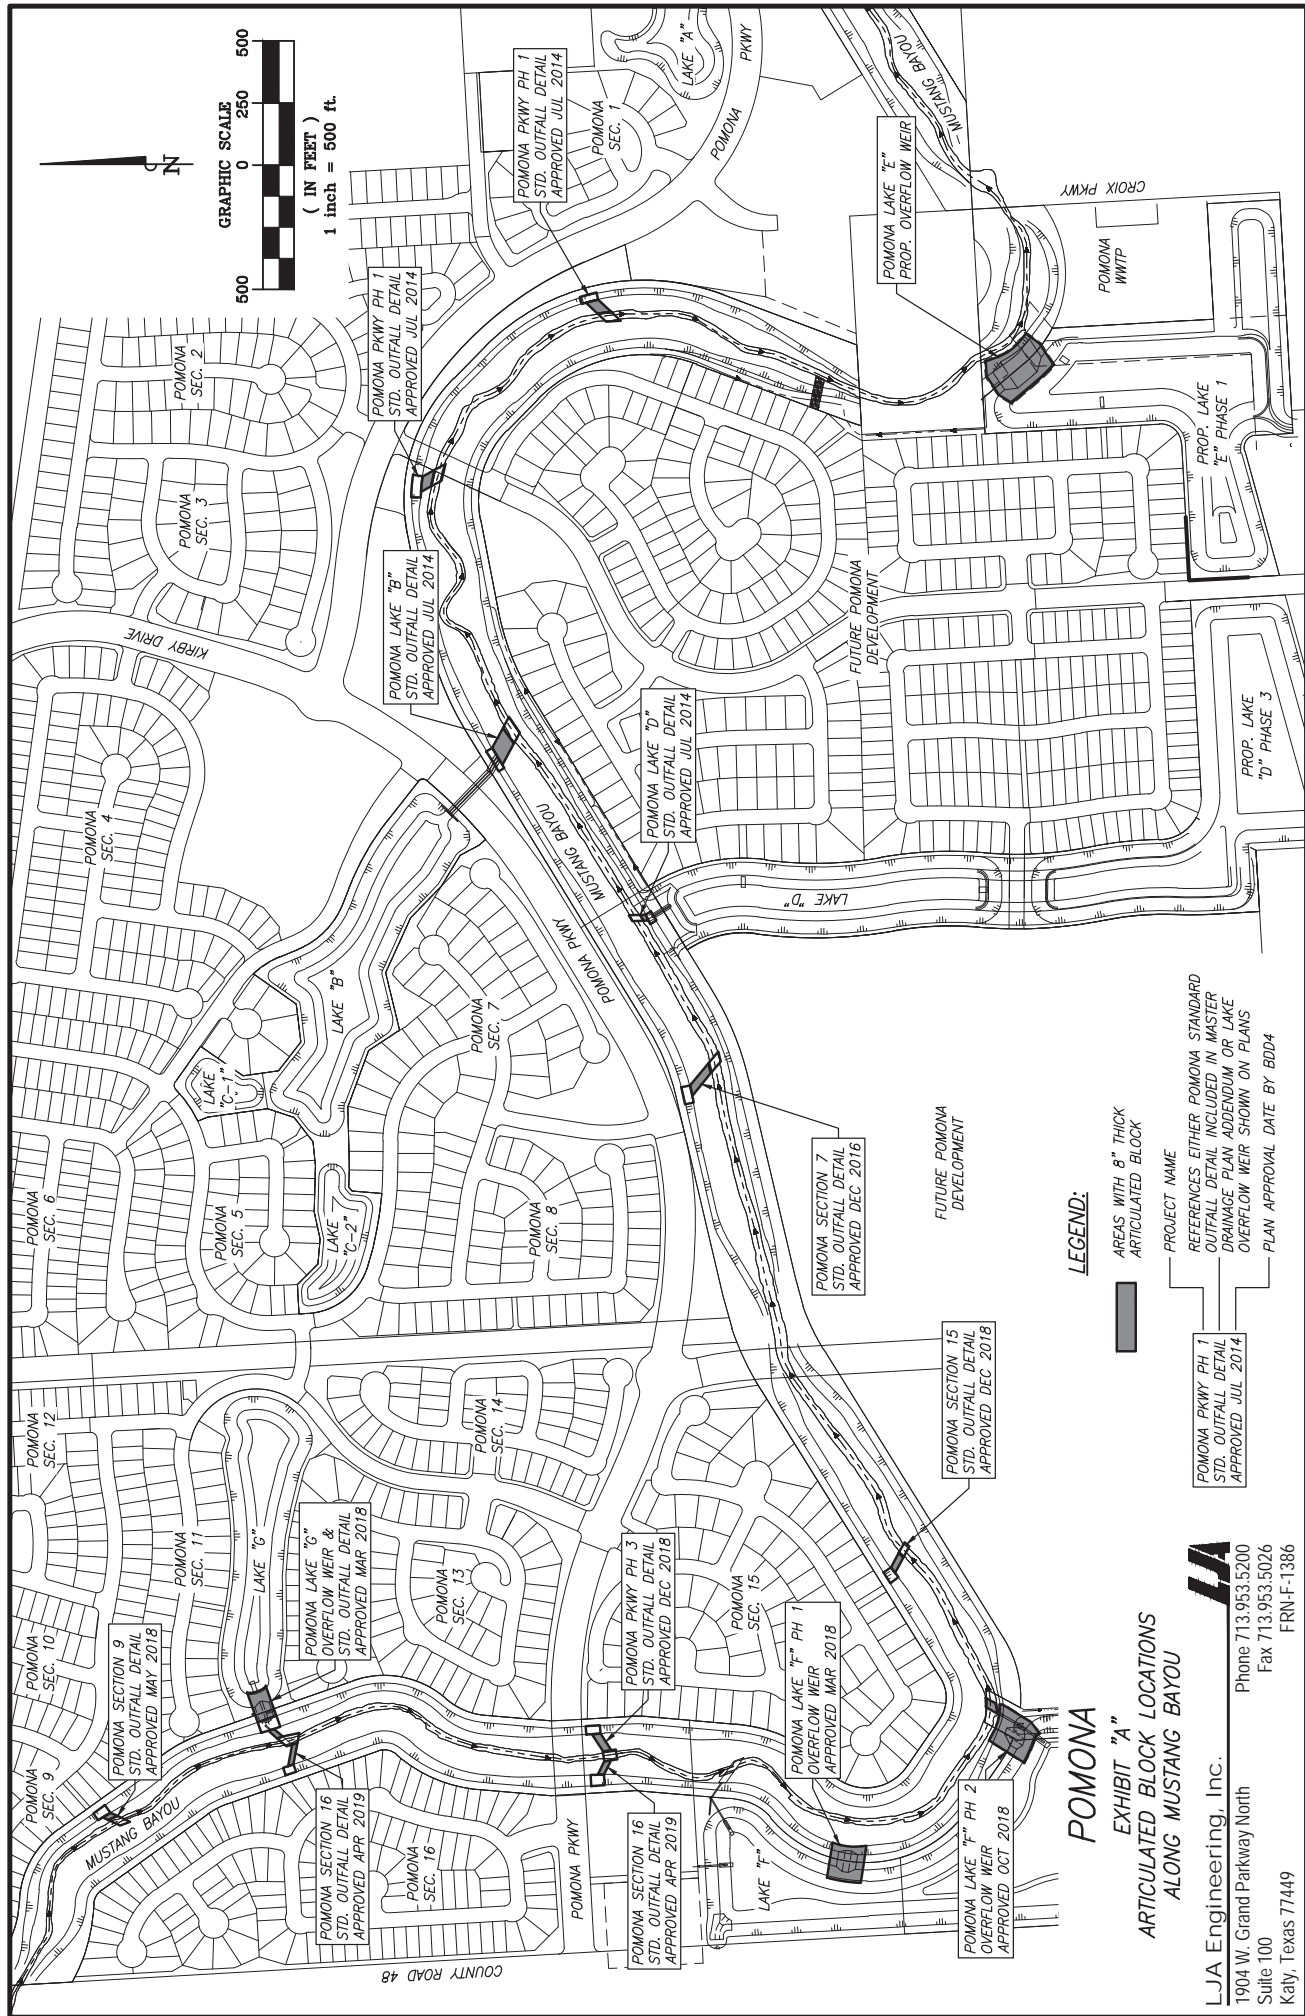 500
250
0
500
GRAPHIC SCALE
( IN FEET )
1 inch = 500 ft.
N
COUNTY ROAD 48
MUSTANG BAYOU
POMONA
SEC. 9
POMONA
SEC. 10
POMONA
SEC. 11
POMONA
SEC. 12
POMONA
SEC. 6
POMONA
SEC. 5
POMONA
SEC. 4
POMONA
SEC. 3
POMONA
SEC. 2
POMONA
SEC. 1
KIRBY DRIVE
LAKE "A"
LAKE "B"
LAKE
"C-1"
LAKE
"C-2"
LAKE "G"
POMONA
SEC. 7
POMONA
SEC. 8
POMONA
SEC. 14
POMONA
SEC. 13
POMONA
SEC. 15
POMONA
SEC. 16
POMONA PKWY
POMONA PKWY
POMONA
PKWY
MUSTANG BAYOU
MUSTANG BAYOU
CROIX PKWY
POMONA
WWTP
LAKE "D"
LAKE "F"
PROP. LAKE
"E" PHASE 1
PROP. LAKE
"D" PHASE 3
FUTURE POMONA
DEVELOPMENT
FUTURE POMONA
DEVELOPMENT
POMONA SECTION 9
STD. OUTFALL DETAIL
APPROVED MAY 2018
POMONA LAKE "G"
OVERFLOW WEIR &
STD. OUTFALL DETAIL
APPROVED MAR 2018
POMONA SECTION 16
STD. OUTFALL DETAIL
APPROVED APR 2019
POMONA PKWY PH 3
STD. OUTFALL DETAIL
APPROVED DEC 2018
POMONA SECTION 16
STD. OUTFALL DETAIL
APPROVED APR 2019
POMONA LAKE "F" PH 1
OVERFLOW WEIR
APPROVED MAR 2018
POMONA LAKE "F" PH 2
OVERFLOW WEIR
APPROVED OCT 2018
POMONA SECTION 15
STD. OUTFALL DETAIL
APPROVED DEC 2018
POMONA SECTION 7
STD. OUTFALL DETAIL
APPROVED DEC 2016
POMONA LAKE "D"
STD. OUTFALL DETAIL
APPROVED JUL 2014
POMONA LAKE "B"
STD. OUTFALL DETAIL
APPROVED JUL 2014
POMONA PKWY PH 1
STD. OUTFALL DETAIL
APPROVED JUL 2014
POMONA PKWY PH 1
STD. OUTFALL DETAIL
APPROVED JUL 2014
POMONA LAKE "E"
PROP. OVERFLOW WEIR
LEGEND:
AREAS WITH 8" THICK
ARTICULATED BLOCK
POMONA PKWY PH 1
STD. OUTFALL DETAIL
APPROVED JUL 2014
PROJECT NAME
REFERENCES EITHER POMONA STANDARD
OUTFALL DETAIL INCLUDED IN MASTER
DRAINAGE PLAN ADDENDUM OR LAKE
OVERFLOW WEIR SHOWN ON PLANS
PLAN APPROVAL DATE BY BDD4
POMONA
EXHIBIT "A"
ARTICULATED BLOCK LOCATIONS
ALONG MUSTANG BAYOU
LJA Engineering, Inc.
LJA
1904 W. Grand Parkway North
Phone 713.953.5200
Suite 100
Fax 713.953.5026
Katy, Texas 77449
FRN-F-1386